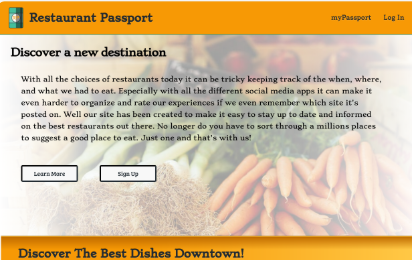 Restaurant Passport
myPassport Log In
Discover a new destination
With all the choices of restaurants today it can be tricky keeping track of the when, where,
and what we had to eat. Especially with all the different social media apps it can make it
even harder to organize and rate our experiences if we even remember which site it's
posted on. Well our site has been created to make it easy to stay up to date and informed
on the best restaurants out there. No longer do you have to sort through a millions places
to suggest a good place to eat. Just one and that's with us!
Learn More Sign Up
Discover The Best Dishes Downtown!